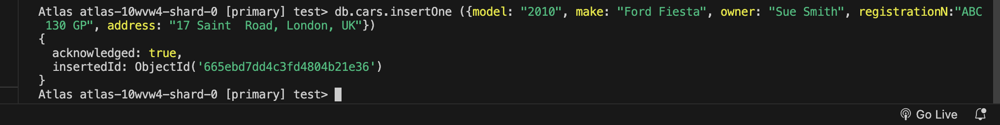 Atlas atlas-10wvw4-shard-0 [primary] test> db.cars.insertOne ({model: "2010", make: "Ford Fiesta", owner: "Sue Smith", registrationN:"ABC
130 GP", address: "17 Saint  Road, London, UK"})
{
  acknowledged: true,
  insertedId: ObjectId('665ebd7dd4c3fd4804b21e36')
}
Atlas atlas-10wvw4-shard-0 [primary] test>
Go Live